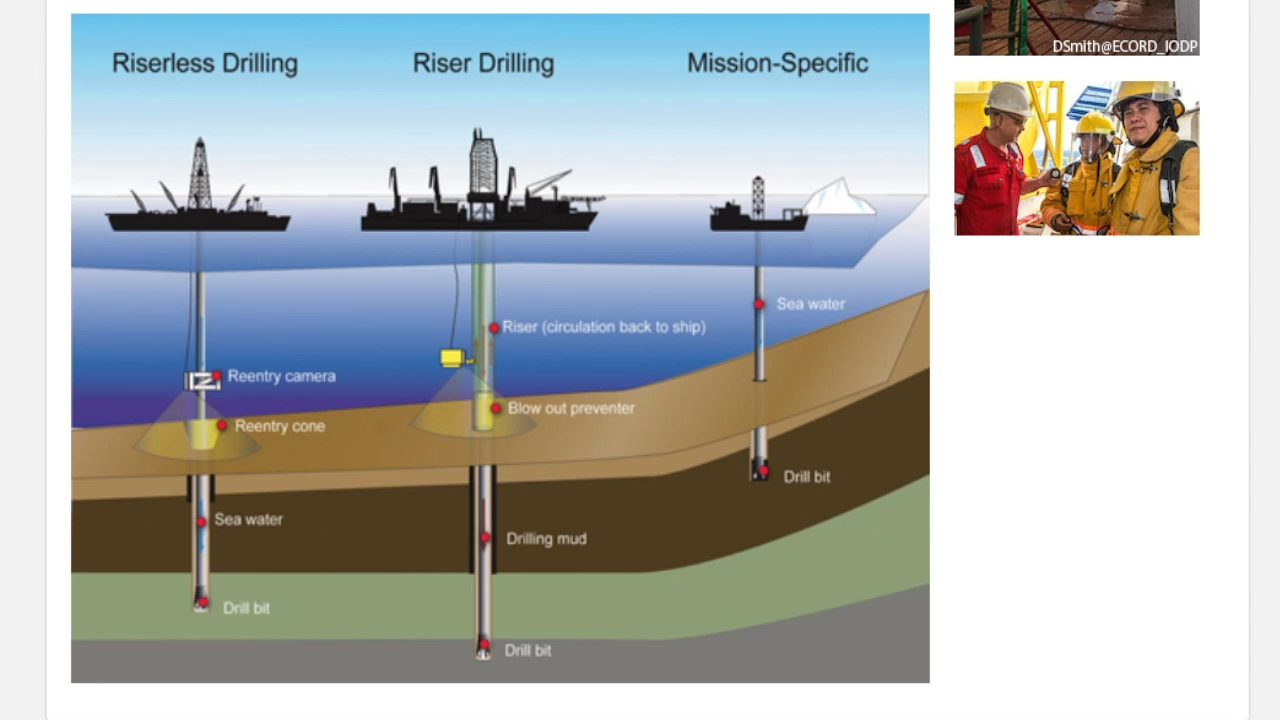 Riserless Drilling
Riser Drilling
Mission-Specific
Sea water
Riser (circulation back to ship)
Reentry camera
Blow out preventer
Reentry cone
Drill bit
Sea water
Drilling mud
Drill bit
Drill bit
DSmith@ECORD_IODP